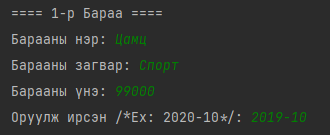 ==== 1-р Бараа ====
Барааны нэр: Цамц
Барааны загвар: Спорт
Барааны үнэ: 99000
Оруулж ирсэн /*Ex: 2020-10*/: 2019-10